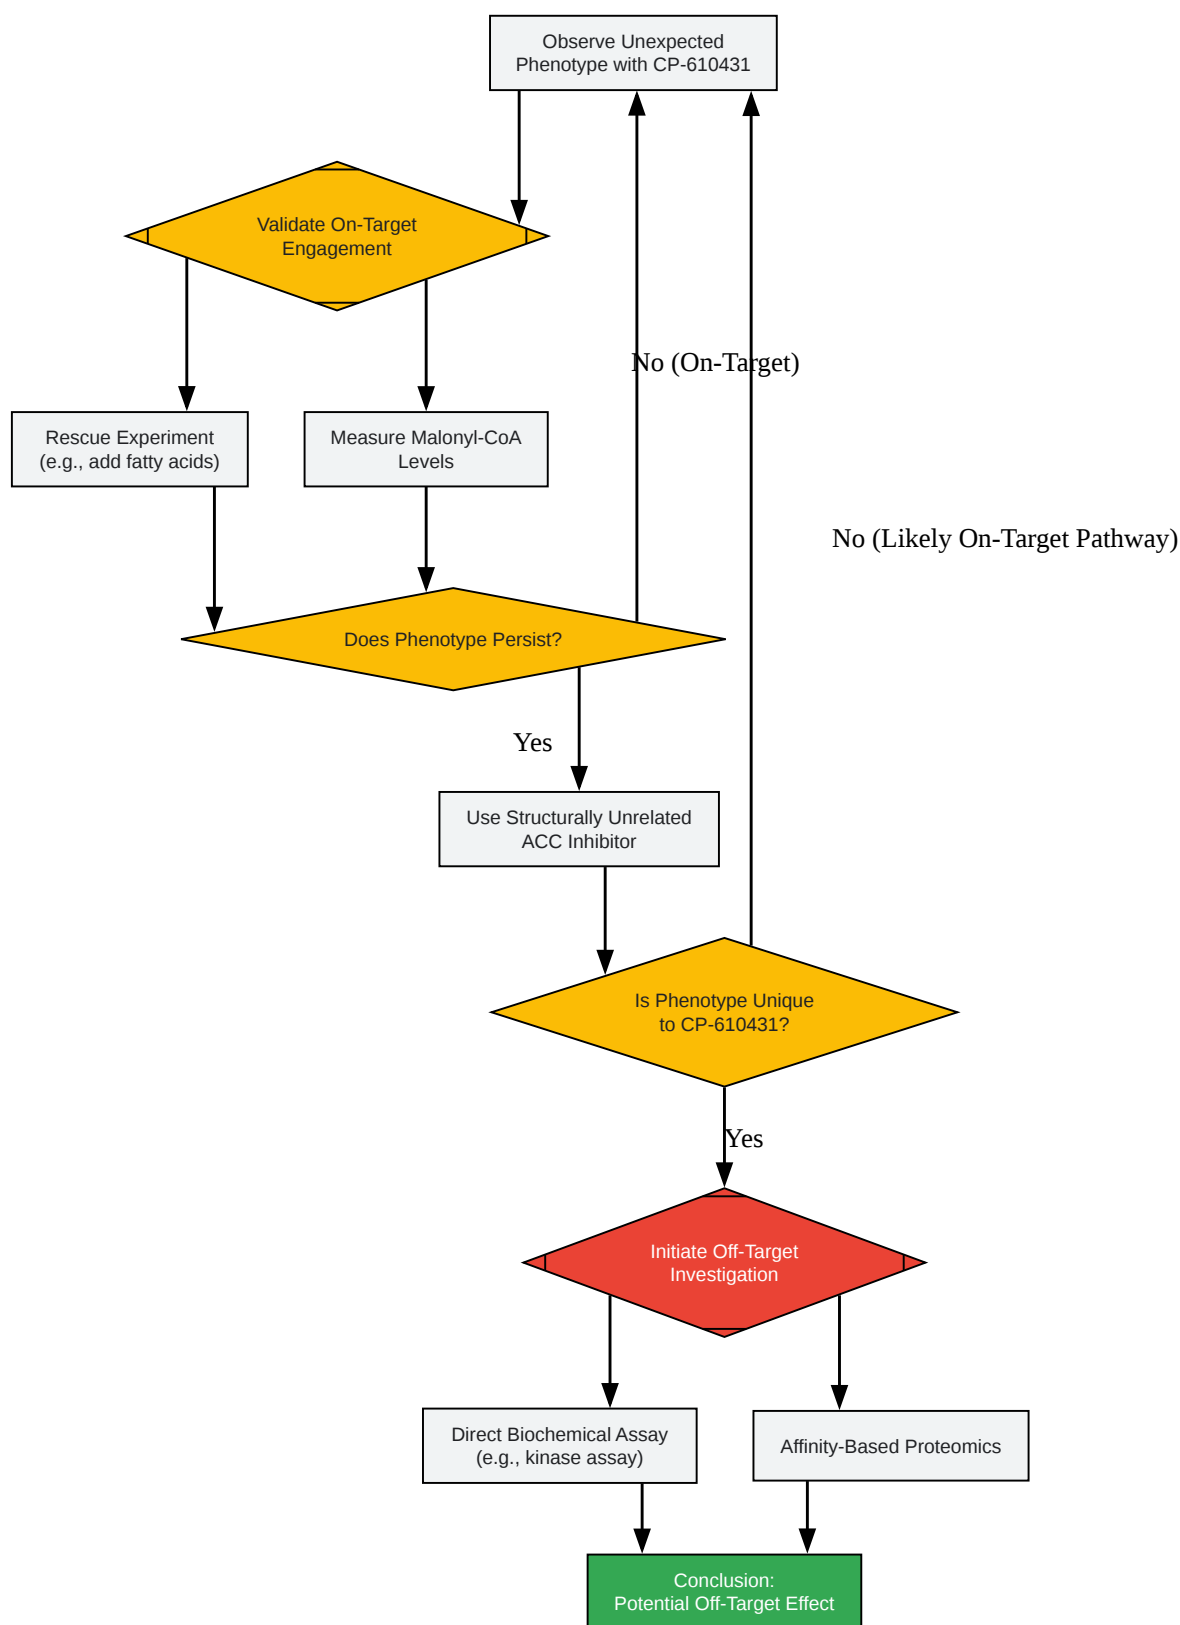 Observe Unexpected
Phenotype with CP-610431
Validate On-Target
Engagement
No (On-Target)
Rescue Experiment
(e.g., add fatty acids)
Measure Malonyl-CoA
Levels
No (Likely On-Target Pathway)
Does Phenotype Persist?
Yes
Use Structurally Unrelated
ACC Inhibitor
Is Phenotype Unique
to CP-610431?
Yes
Initiate Off-Target
Investigation
Direct Biochemical Assay
(e.g., kinase assay)
Affinity-Based Proteomics
Conclusion:
Potential Off-Target Effect